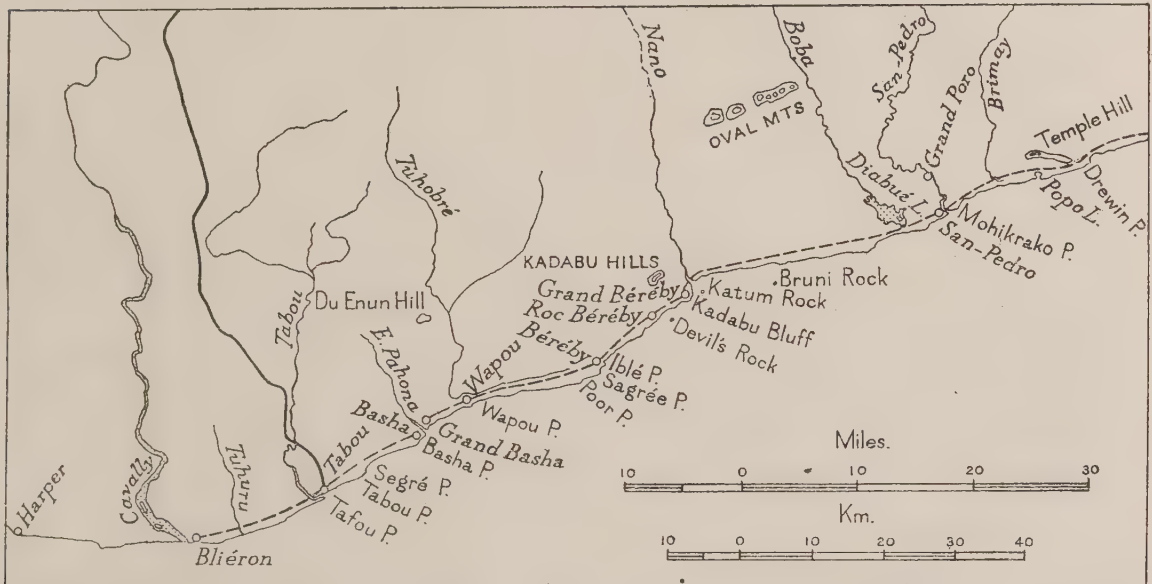 Nano
Boba
San-Pedro
Grand Poro
Brimay
Temple Hill
OVAL MTS
Diabué L.
Popo L.
Drewin P.
Mohikrako P.
San-Pedro
Tuhobré
Tabou
Du Enun Hill
KADABU HILLS
Grand Béréby
Katum Rock
Bruni Rock
Roc Béréby
Kadabu Bluff
Devil's Rock
Béréby
Iblé P.
Sagrée P.
Poor P.
E. Pahona
Wapou
Wapou P.
Grand Basha
Basha
Basha P.
Tabou
Segré P.
Tabou P.
Tafou P.
Harper
Cavally
Tuhuru
Bliéron
Miles.
10 0 10 20 30
Km.
10 0 10 20 30 40